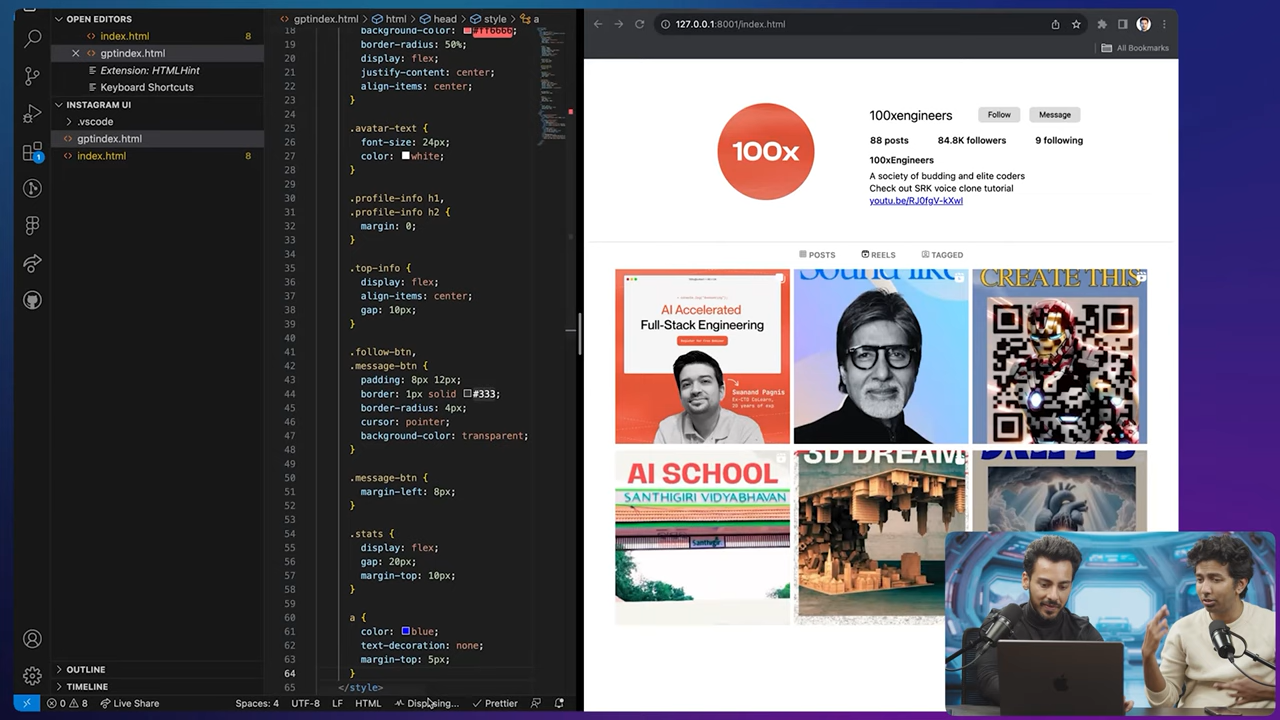 OPEN EDITORS
index.html 8
gptindex.html
Extension: HTMLHint
Keyboard Shortcuts
INSTAGRAM UI
.vscode
gptindex.html
index.html 8
OUTLINE
TIMELINE
1
gptindex.html > html > head > style > a
18 background-color: #ff6666;
19 border-radius: 50%;
20 display: flex;
21 justify-content: center;
22 align-items: center;
23 }
24
25 .avatar-text {
26 font-size: 24px;
27 color: white;
28 }
29
30 .profile-info h1,
31 .profile-info h2 {
32 margin: 0;
33 }
34
35 .top-info {
36 display: flex;
37 align-items: center;
38 gap: 10px;
39 }
40
41 .follow-btn,
42 .message-btn {
43 padding: 8px 12px;
44 border: 1px solid #333;
45 border-radius: 4px;
46 cursor: pointer;
47 background-color: transparent;
48 }
49
50 .message-btn {
51 margin-left: 8px;
52 }
53
54 .stats {
55 display: flex;
56 gap: 20px;
57 margin-top: 10px;
58 }
59
60 a {
61 color: blue;
62 text-decoration: none;
63 margin-top: 5px;
64 }
65 </style>
0 8 Live Share Spaces: 4 UTF-8 LF HTML Prettier
127.0.0.1:8001/index.html
All Bookmarks
100x
100xengineers Follow Message
88 posts 84.8K followers 9 following
100xEngineers
A society of budding and elite coders
Check out SRK voice clone tutorial
youtu.be/RJ0fgV-kXwI
POSTS REELS TAGGED
AI Accelerated
Full-Stack Engineering
Swanand Pagnis
Sound like
CREATE THIS
AI SCHOOL
SANTHIGIRI VIDYABHAVAN
3D DREAM